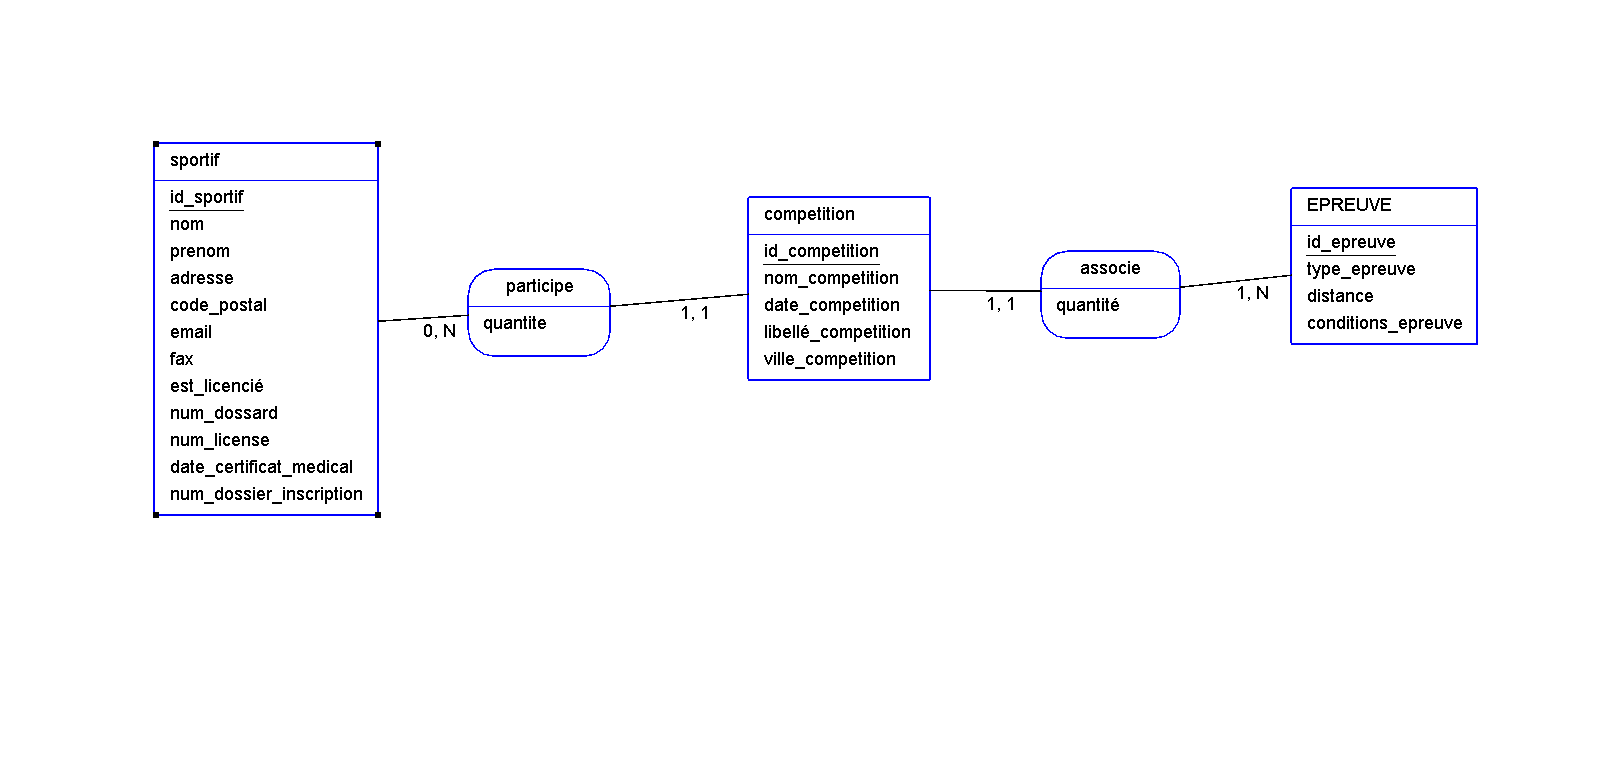 sportif
id_sportif
nom
prenom
adresse
code_postal
email
fax
est_licencié
num_dossard
num_license
date_certificat_medical
num_dossier_inscription
0, N
participe
quantite
1, 1
competition
id_competition
nom_competition
date_competition
libellé_competition
ville_competition
1, 1
associe
quantité
1, N
EPREUVE
id_epreuve
type_epreuve
distance
conditions_epreuve